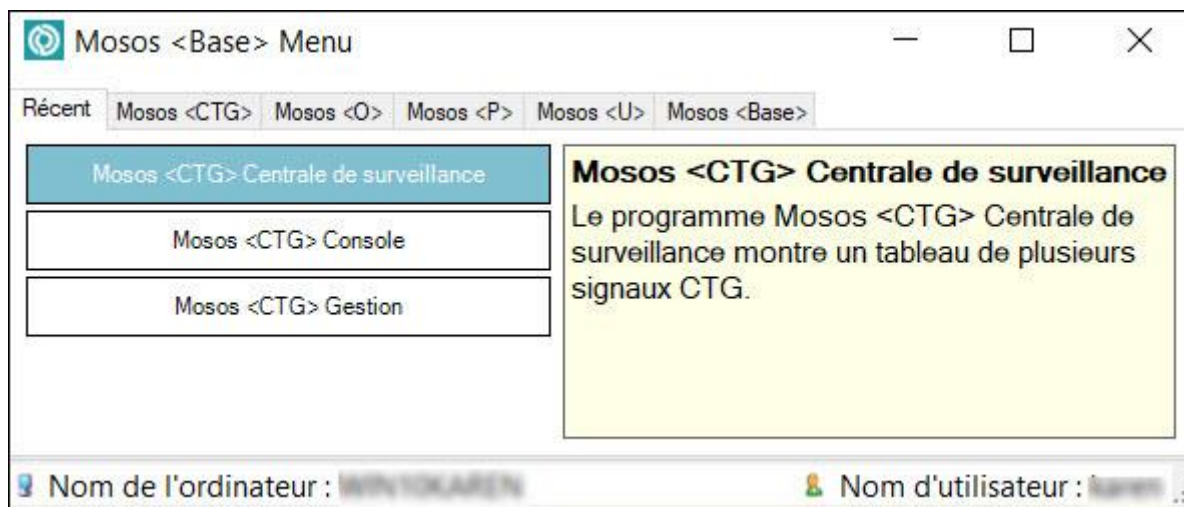 Mosos <Base> Menu
Récent Mosos <CTG> Mosos <O> Mosos <P> Mosos <U> Mosos <Base>
Mosos <CTG> Centrale de surveillance
Mosos <CTG> Console
Mosos <CTG> Gestion
Mosos <CTG> Centrale de surveillance
Le programme Mosos <CTG> Centrale de
surveillance montre un tableau de plusieurs
signaux CTG.
Nom de l'ordinateur :
Nom d'utilisateur :